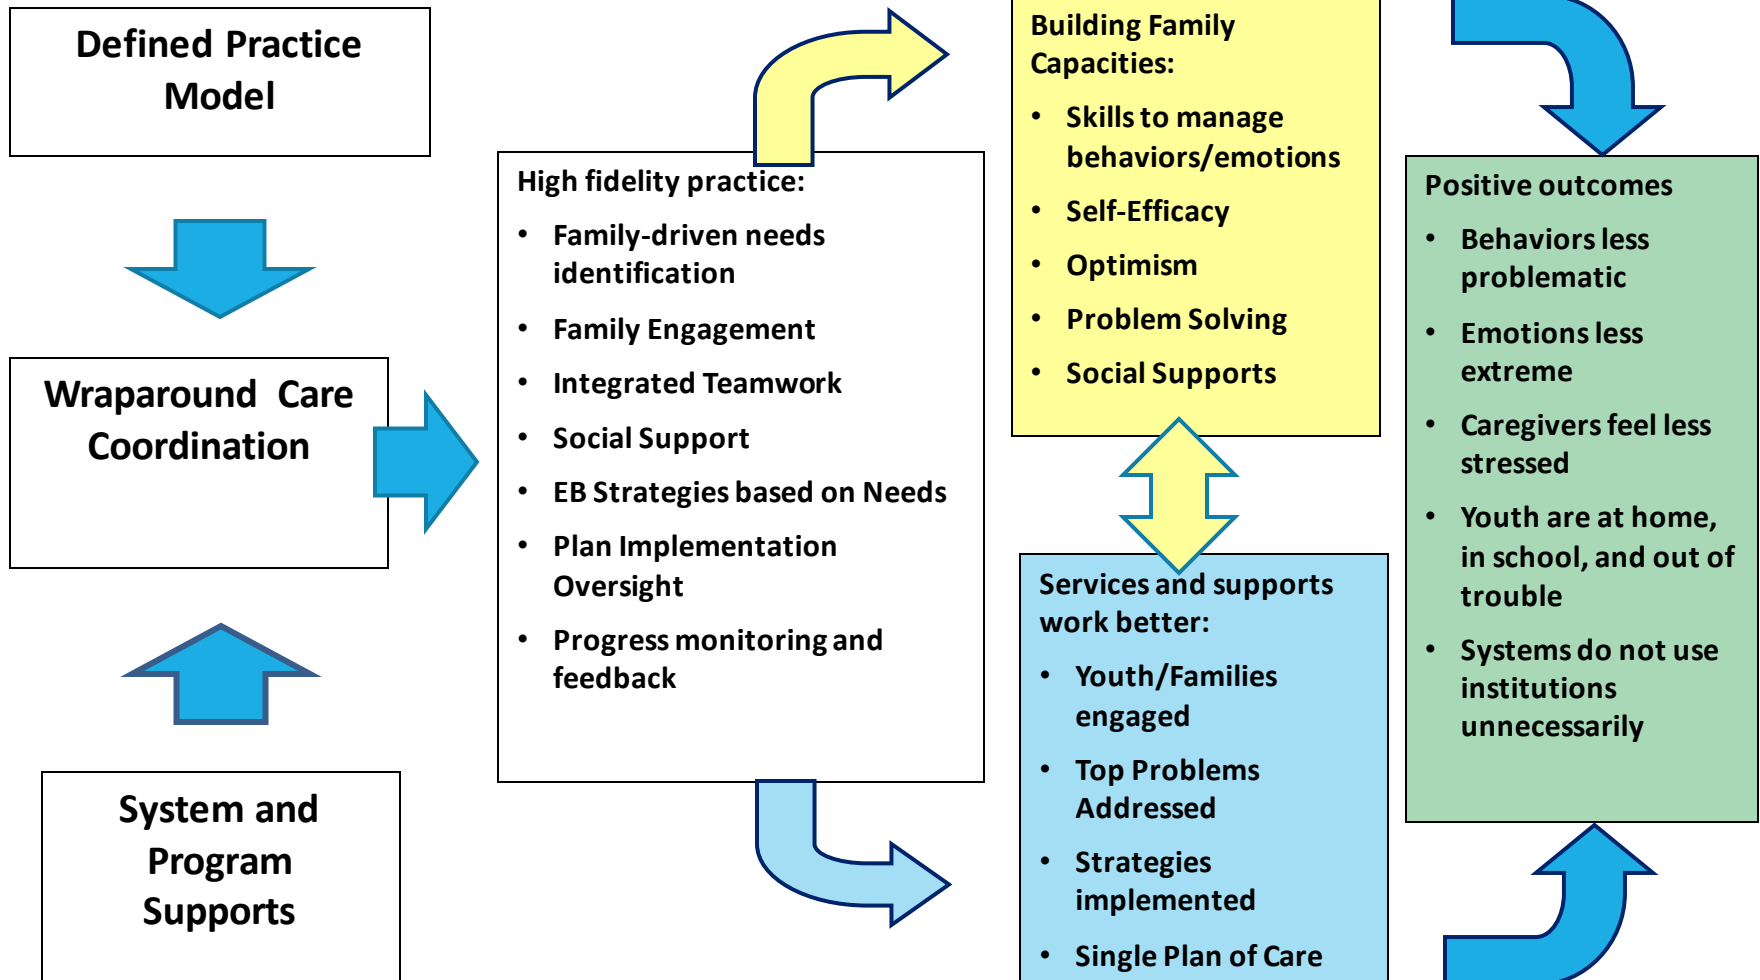 Defined Practice
Model
Wraparound Care
Coordination
System and
Program
Supports
High fidelity practice:
• Family-driven needs
identification
• Family Engagement
• Integrated Teamwork
• Social Support
• EB Strategies based on Needs
• Plan Implementation
Oversight
• Progress monitoring and
feedback
Building Family
Capacities:
• Skills to manage
behaviors/emotions
• Self-Efficacy
• Optimism
• Problem Solving
• Social Supports
Services and supports
work better:
• Youth/Families
engaged
• Top Problems
Addressed
• Strategies
implemented
• Single Plan of Care
Positive outcomes
• Behaviors less
problematic
• Emotions less
extreme
• Caregivers feel less
stressed
• Youth are at home,
in school, and out of
trouble
• Systems do not use
institutions
unnecessarily